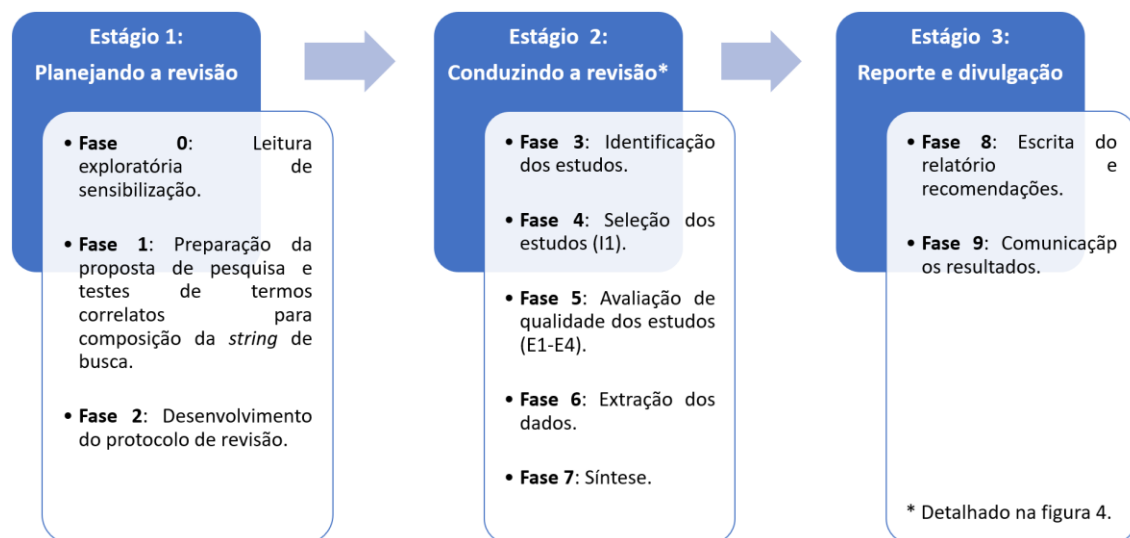 Estágio 1:
Planejando a revisão
• Fase 0: Leitura
exploratória de
sensibilização.
• Fase 1: Preparação da
proposta de pesquisa e
testes de termos
correlatos para
composição da string de
busca.
• Fase 2: Desenvolvimento
do protocolo de revisão.
Estágio 2:
Conduzindo a revisão*
• Fase 3: Identificação
dos estudos.
• Fase 4: Seleção dos
estudos (I1).
• Fase 5: Avaliação de
qualidade dos estudos
(E1-E4).
• Fase 6: Extração dos
dados.
• Fase 7: Síntese.
Estágio 3:
Reporte e divulgação
• Fase 8: Escrita do
relatório e
recomendações.
• Fase 9: Comunicaçãp
os resultados.
* Detalhado na figura 4.